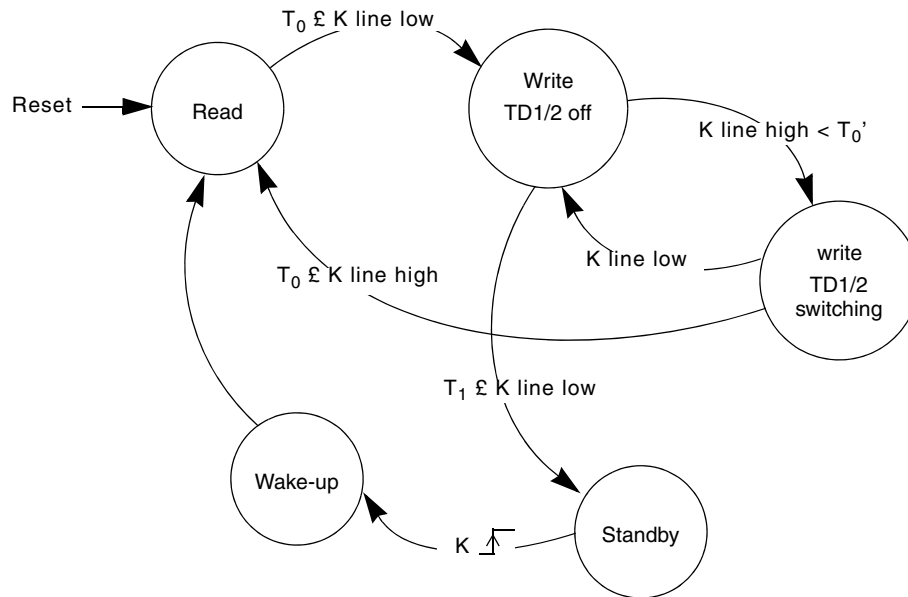 T₀ £ K line low
Reset
Read
Write
TD1/2 off
K line high < T₀’
K line low
write
TD1/2
switching
T₀ £ K line high
T₁ £ K line low
Wake-up
K
Standby